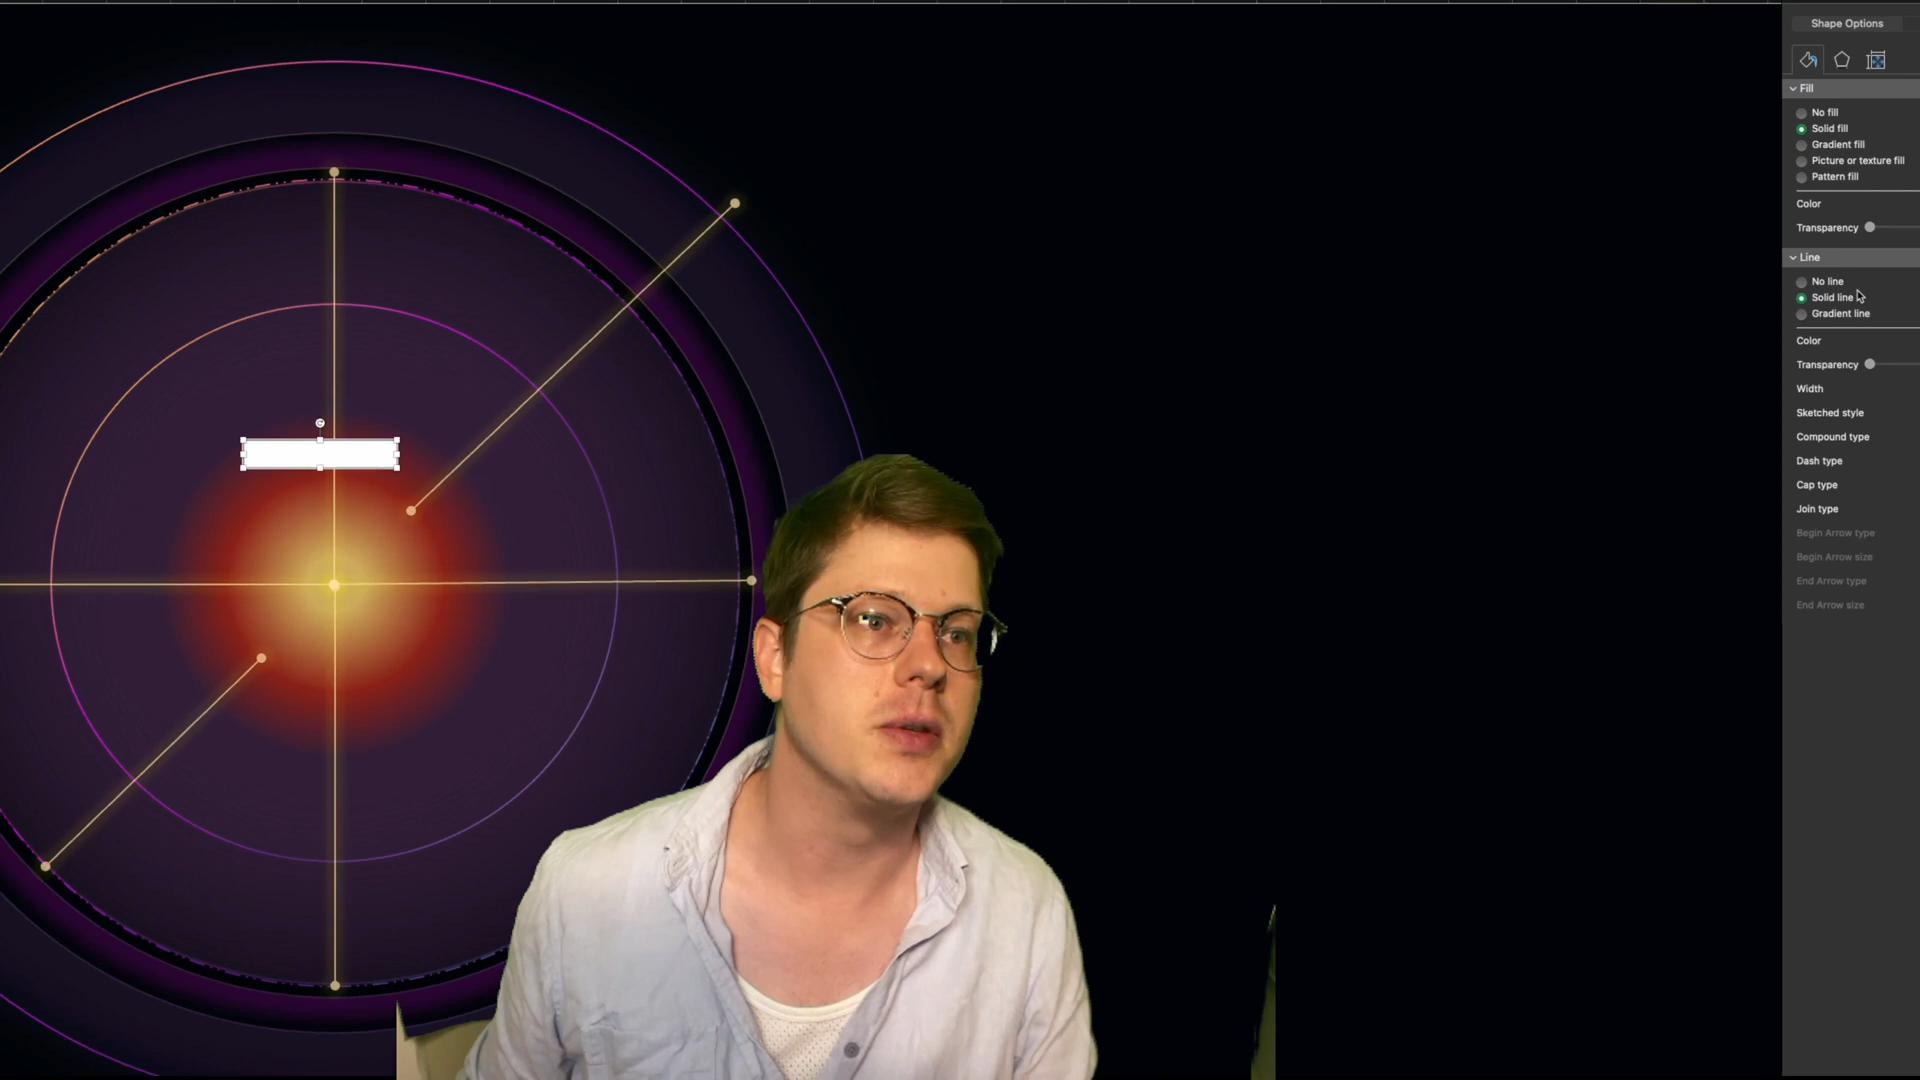 Shape Options
Fill
No fill
Solid fill
Gradient fill
Picture or texture fill
Pattern fill
Color
Transparency
Line
No line
Solid line
Gradient line
Color
Transparency
Width
Sketched style
Compound type
Dash type
Cap type
Join type
Begin Arrow type
Begin Arrow size
End Arrow type
End Arrow size